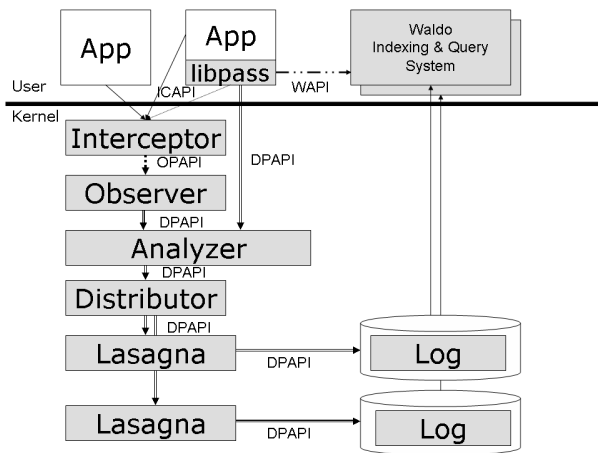 App
App
libpass
Waldo
Indexing & Query
System
User
ICAPI
WAPI
Kernel
Interceptor
OPAPI
DPAPI
Observer
DPAPI
Analyzer
DPAPI
Distributor
DPAPI
Lasagna
DPAPI
Log
Lasagna
DPAPI
Log